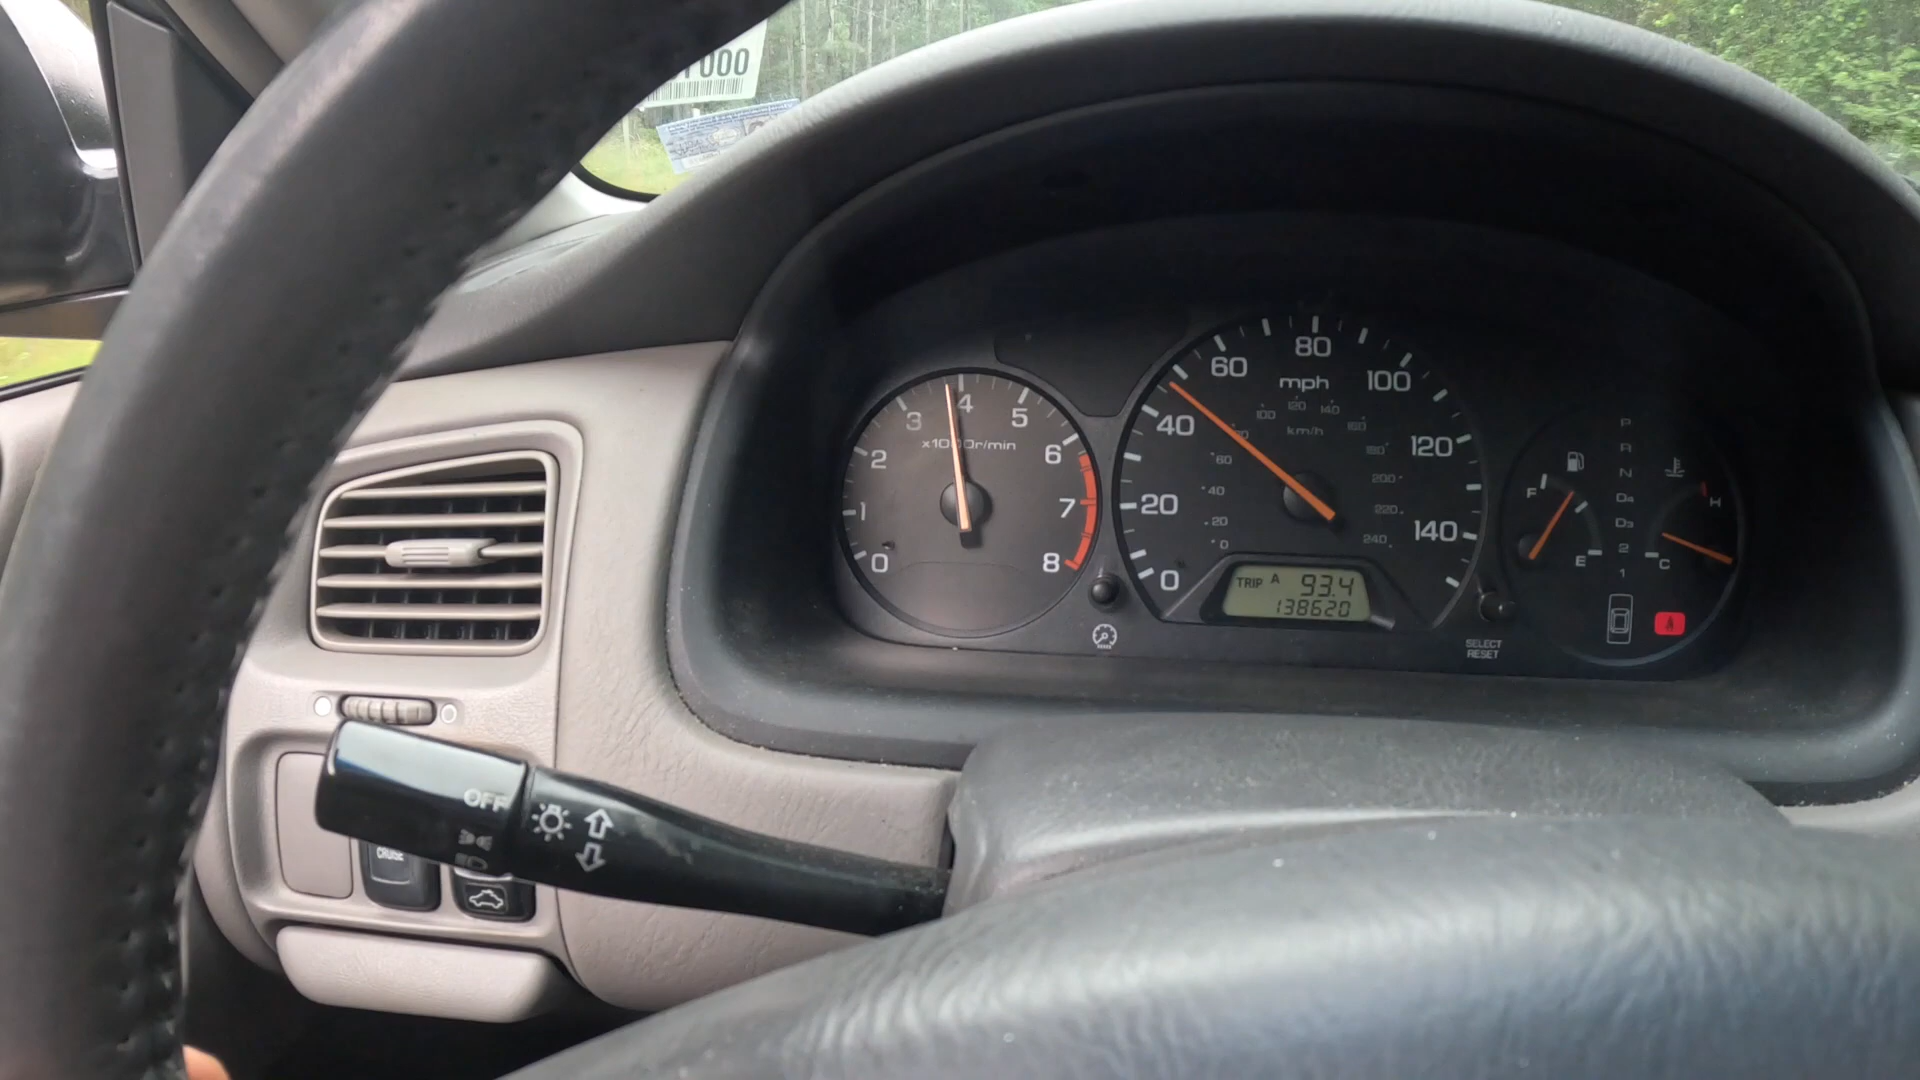 000
OFF
CRUISE
0
1
2
3
4
5
6
7
8
x1000r/min
0
20
40
60
80
100
120
140
mph
km/h
0
20
40
60
100
120
140
160
180
200
220
240
TRIP A 93.4
138620
SELECT
RESET
F
E
P
R
N
D4
D3
2
1
H
C